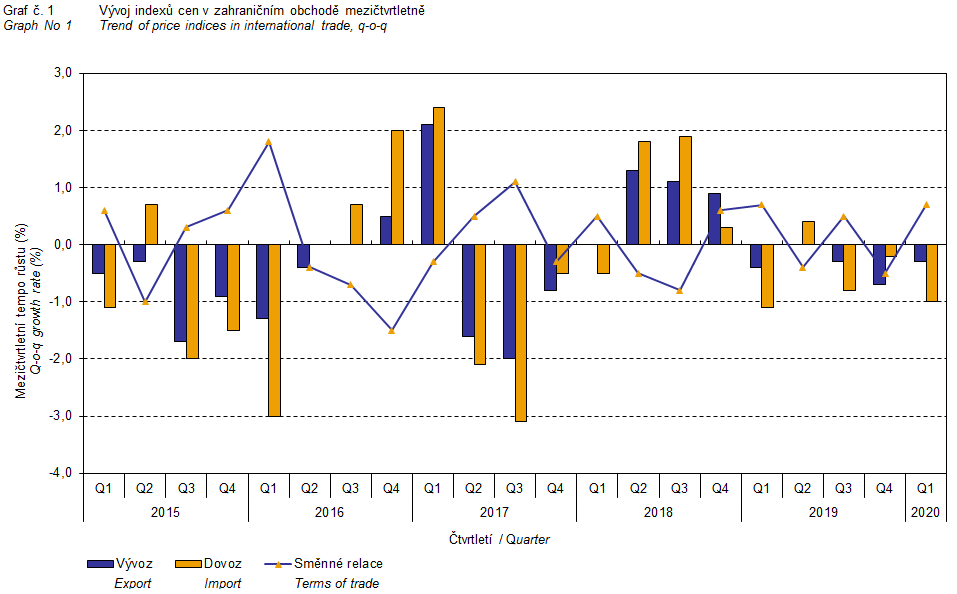 Graf č. 1 Vývoj indexů cen v zahraničním obchodě mezičtvrtletně
Graph No 1 Trend of price indices in international trade, q-o-q
Mezičtvrtletní tempo růstu (%)
Q-o-q growth rate (%)
3,0
2,0
1,0
0,0
-1,0
-2,0
-3,0
-4,0
Q1 Q2 Q3 Q4 Q1 Q2 Q3 Q4 Q1 Q2 Q3 Q4 Q1 Q2 Q3 Q4 Q1 Q2 Q3 Q4 Q1
2015 2016 2017 2018 2019 2020
Čtvrtletí / Quarter
Vývoz Dovoz Směnné relace
Export Import Terms of trade